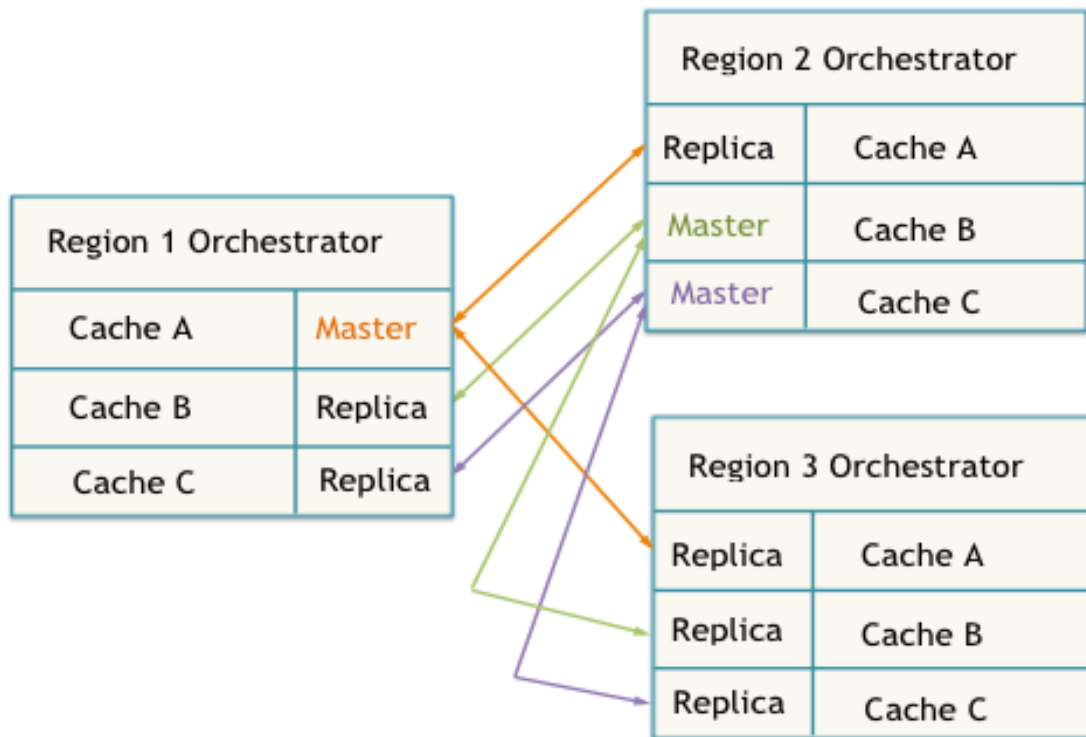 Region 1 Orchestrator
Cache A Master
Cache B Replica
Cache C Replica
Region 2 Orchestrator
Replica Cache A
Master Cache B
Master Cache C
Region 3 Orchestrator
Replica Cache A
Replica Cache B
Replica Cache C